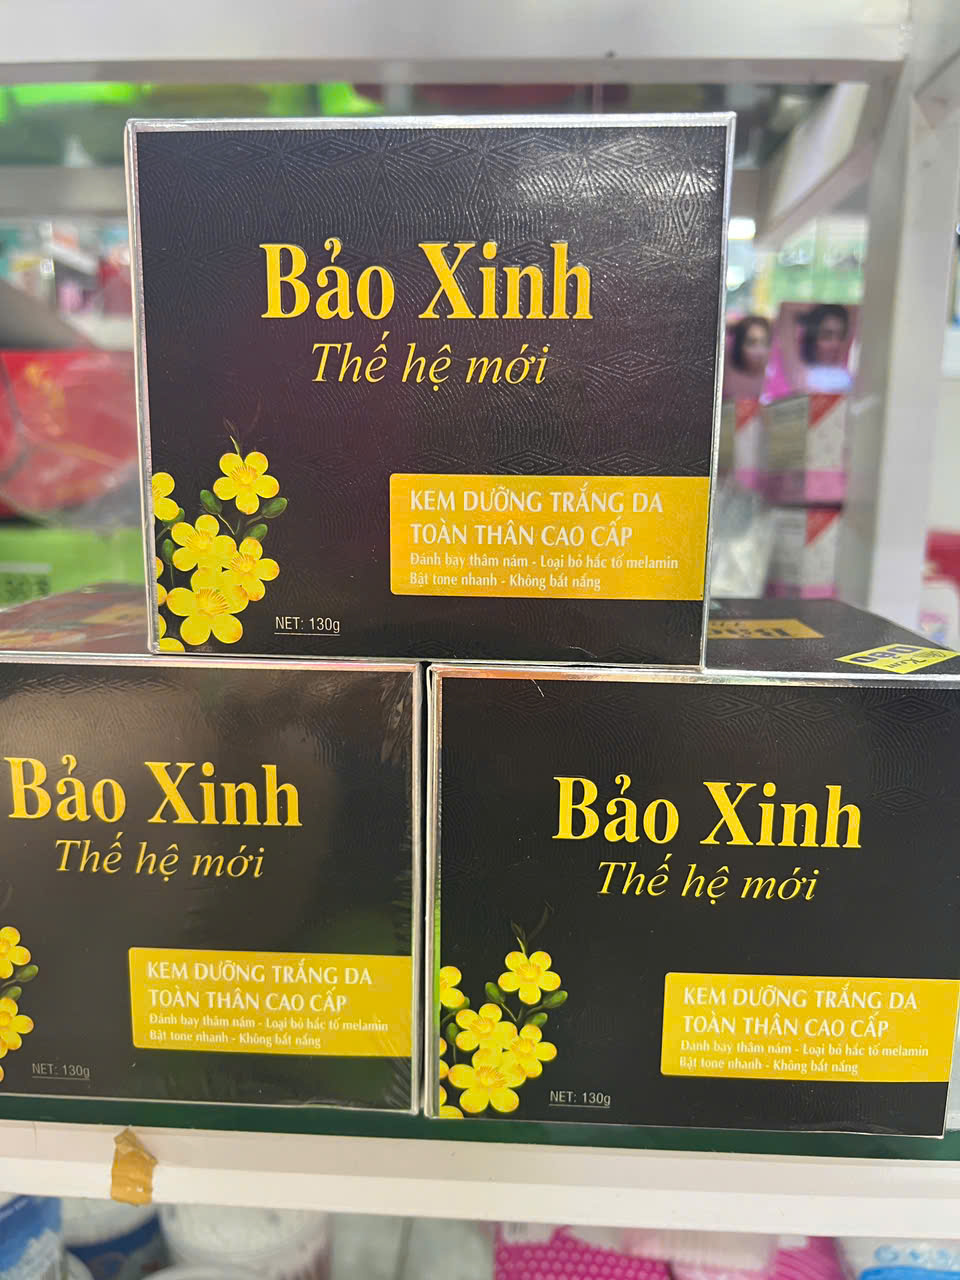 Bảo Xinh
Thế hệ mới
KEM DƯỠNG TRẮNG DA
TOÀN THÂN CAO CẤP
Đánh bay thâm nám - Loại bỏ hắc tố melamin
Bật tone nhanh - Không bắt nắng
NET: 130g
Bảo Xinh
Thế hệ mới
KEM DƯỠNG TRẮNG DA
TOÀN THÂN CAO CẤP
Đánh bay thâm nám - Loại bỏ hắc tố melamin
Bật tone nhanh - Không bắt nắng
NET: 130g
Bảo Xinh
Thế hệ mới
KEM DƯỠNG TRẮNG DA
TOÀN THÂN CAO CẤP
Đánh bay thâm nám - Loại bỏ hắc tố melamin
Bật tone nhanh - Không bắt nắng
NET: 130g